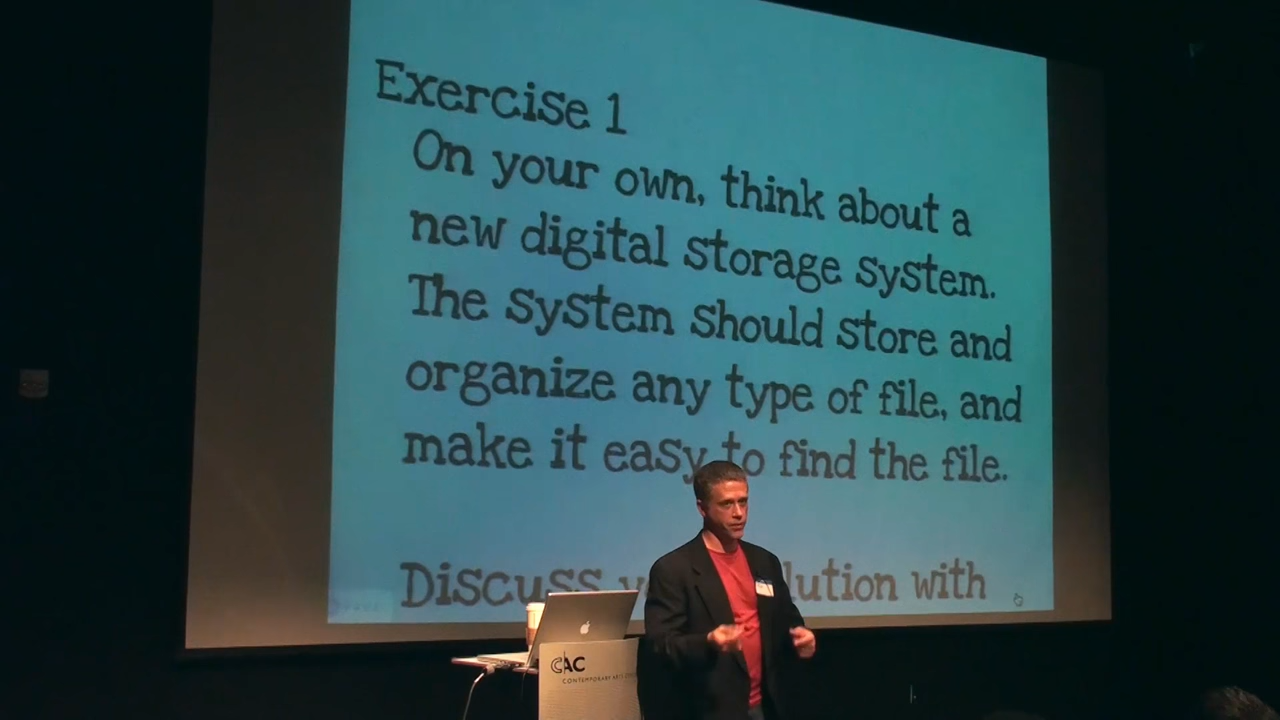 Exercise 1
On your own, think about a
new digital storage system.
The system should store and
organize any type of file, and
make it easy to find the file.
Discuss with
CAC
CONTEMPORARY ARTS